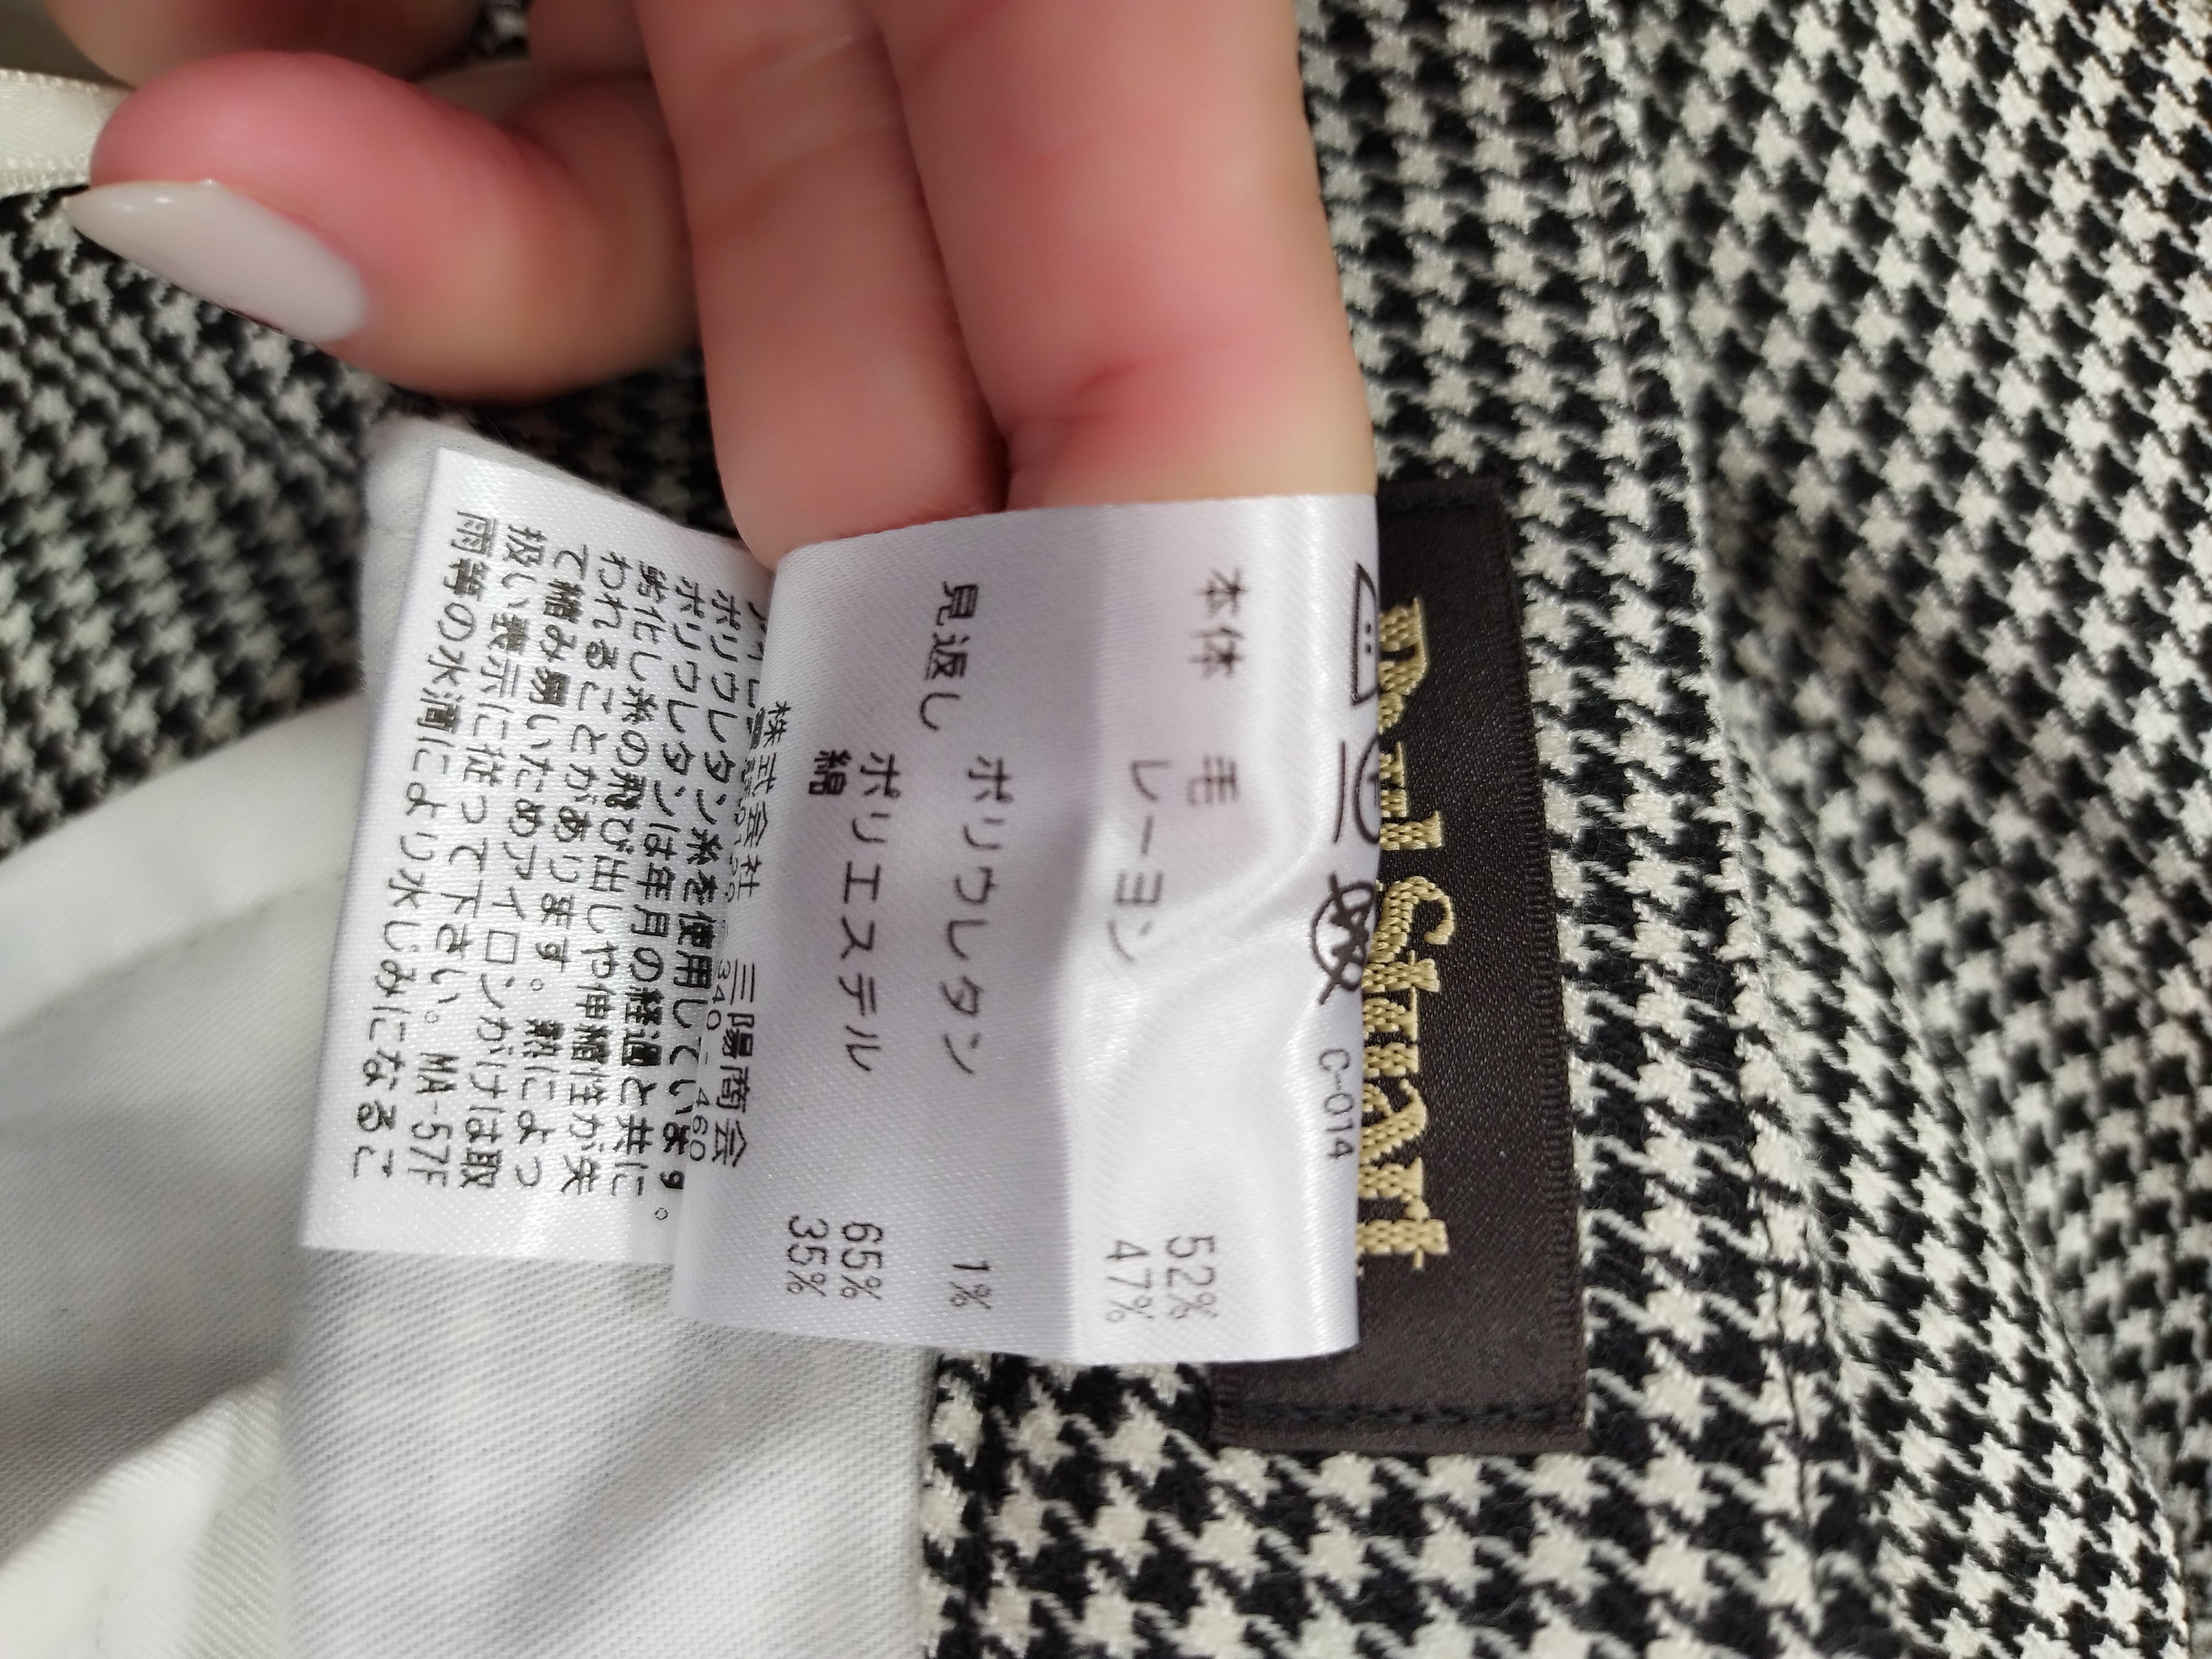 C-014
本体 毛 52%
レーヨン 47%
ポリウレタン 1%
見返し
ポリエステル 65%
綿 35%
株式会社 三陽商会
340-460
ポリウレタン糸を使用しています。
ポリウレタンは年月の経過と共に
劣化し糸の飛び出しや伸縮性が失
われることがあります。熱によっ
て縮み易いためアイロンがけは取
扱い表示に従って下さい。 MA-57F
雨等の水滴により水じみになるこ
Stuart